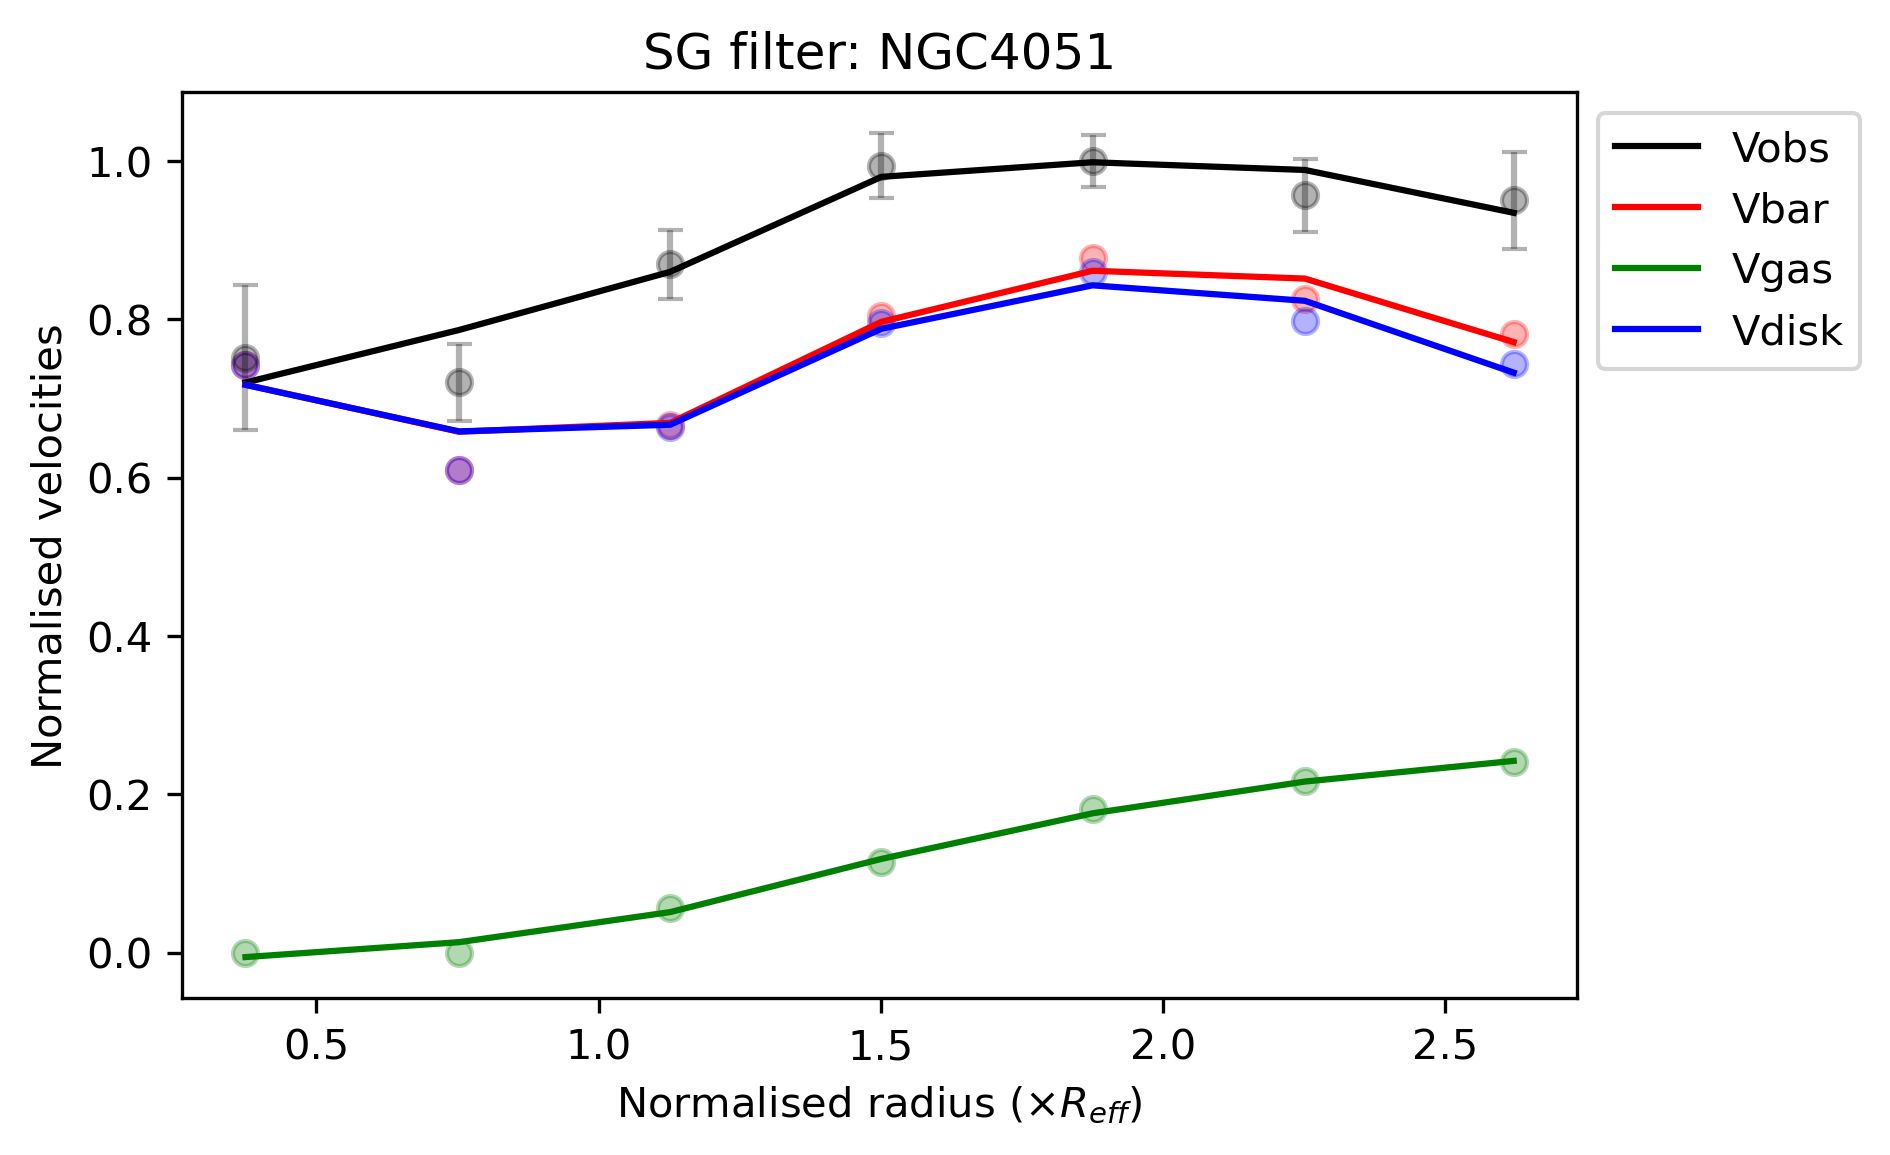 SG filter: NGC4051
Vobs
Vbar
Vgas
Vdisk
Normalised velocities
1.0
0.8
0.6
0.4
0.2
0.0
0.5 1.0 1.5 2.0 2.5
Normalised radius (×R_eff)